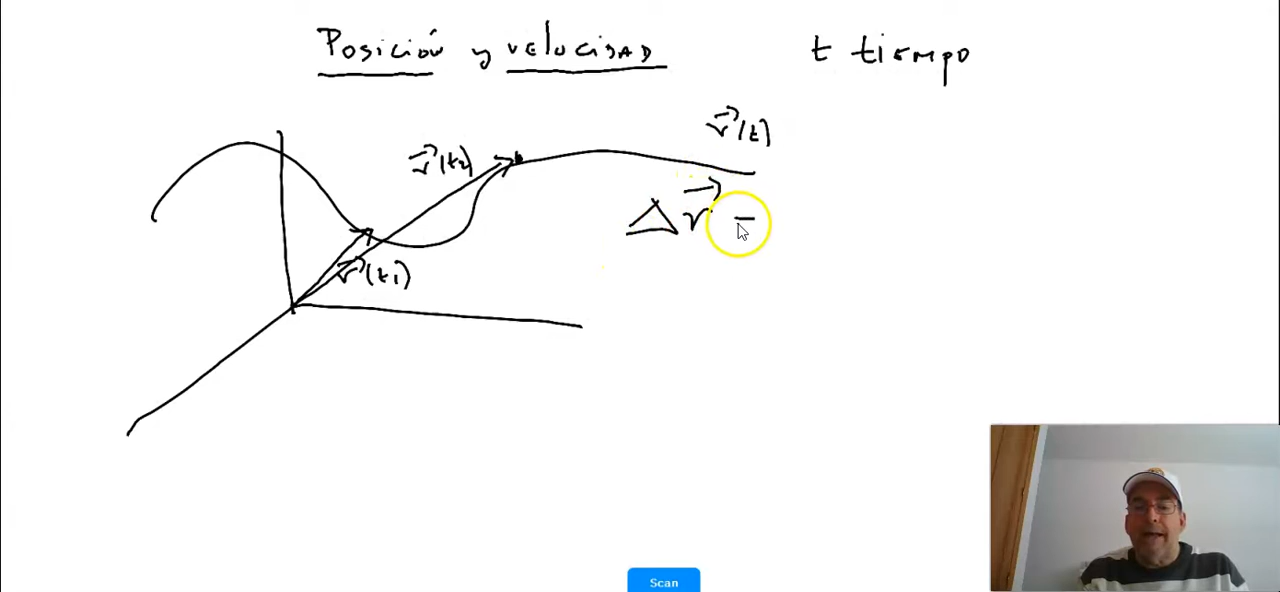 Posición y velocidad
t tiempo
r⃗(t)
r⃗(t2)
Δr⃗ =
r⃗(t1)
Scan